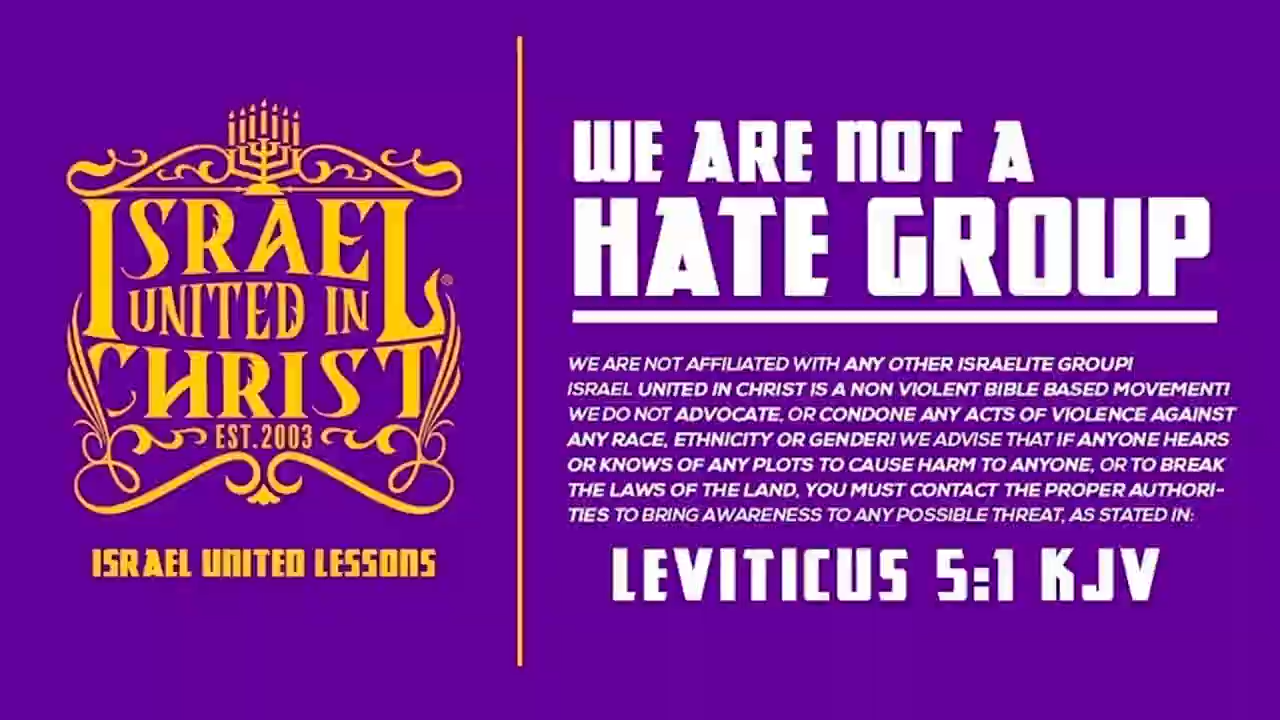 ISRAEL
UNITED IN
CHRIST
EST. 2003
ISRAEL UNITED LESSONS
WE ARE NOT A
HATE GROUP
WE ARE NOT AFFILIATED WITH ANY OTHER ISRAELITE GROUP!
ISRAEL UNITED IN CHRIST IS A NON VIOLENT BIBLE BASED MOVEMENT!
WE DO NOT ADVOCATE, OR CONDONE ANY ACTS OF VIOLENCE AGAINST
ANY RACE, ETHNICITY OR GENDER! WE ADVISE THAT IF ANYONE HEARS
OR KNOWS OF ANY PLOTS TO CAUSE HARM TO ANYONE, OR TO BREAK
THE LAWS OF THE LAND, YOU MUST CONTACT THE PROPER AUTHORI-
TIES TO BRING AWARENESS TO ANY POSSIBLE THREAT, AS STATED IN:
LEVITICUS 5:1 KJV